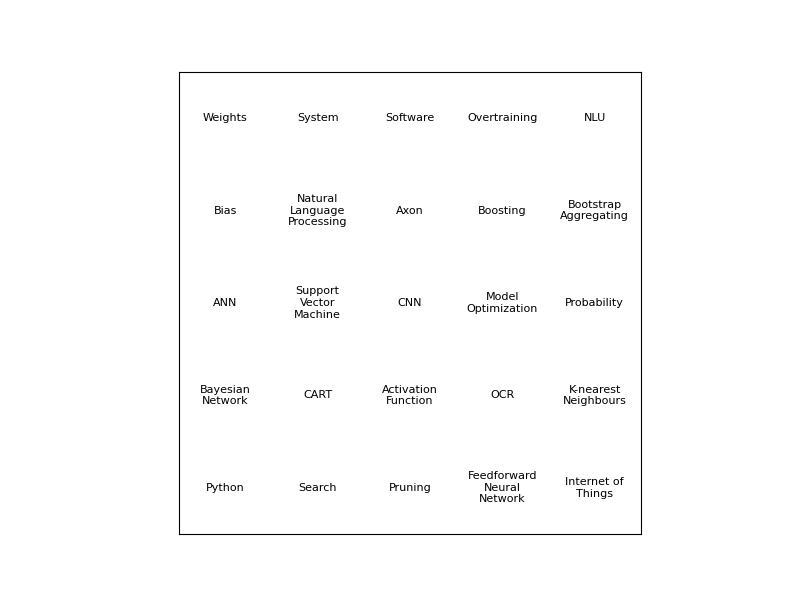 Weights
System
Software
Overtraining
NLU
Bias
Natural
Language
Processing
Axon
Boosting
Bootstrap
Aggregating
ANN
Support
Vector
Machine
CNN
Model
Optimization
Probability
Bayesian
Network
CART
Activation
Function
OCR
K-nearest
Neighbours
Python
Search
Pruning
Feedforward
Neural
Network
Internet of
Things